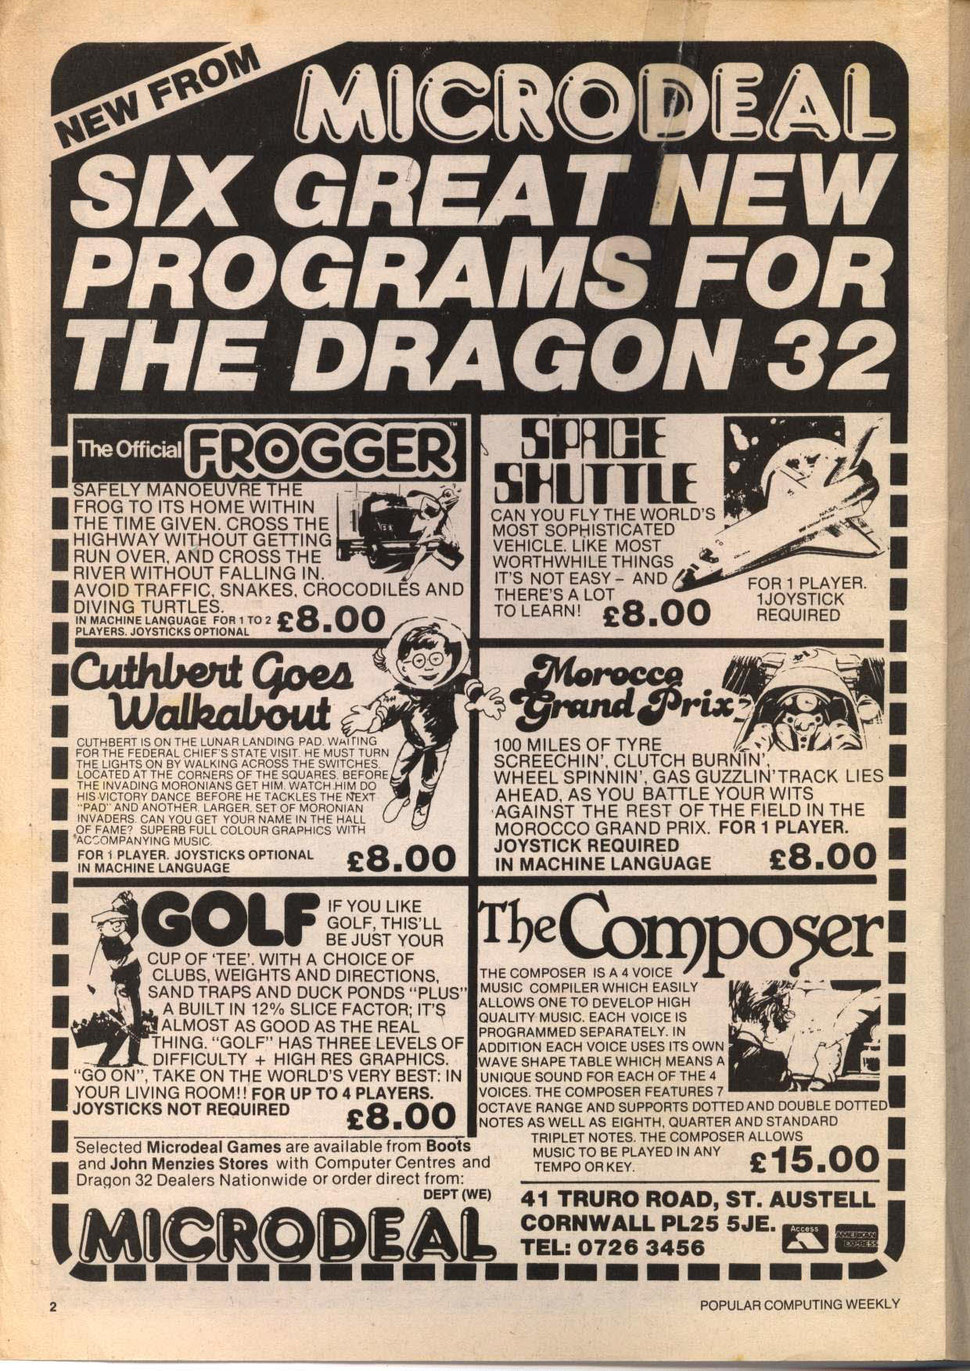 NEW FROM
MICRODEAL
SIX GREAT NEW
PROGRAMS FOR
THE DRAGON 32
The Official FROGGER™
SAFELY MANOEUVRE THE
FROG TO ITS HOME WITHIN
THE TIME GIVEN. CROSS THE
HIGHWAY WITHOUT GETTING
RUN OVER, AND CROSS THE
RIVER WITHOUT FALLING IN.
AVOID TRAFFIC, SNAKES, CROCODILES AND
DIVING TURTLES.
IN MACHINE LANGUAGE FOR 1 TO 2
PLAYERS. JOYSTICKS OPTIONAL
£8.00
SPACE
SHUTTLE
CAN YOU FLY THE WORLD'S
MOST SOPHISTICATED
VEHICLE. LIKE MOST
WORTHWHILE THINGS
IT'S NOT EASY – AND
THERE'S A LOT
TO LEARN! £8.00
FOR 1 PLAYER.
1JOYSTICK
REQUIRED
Cuthbert Goes
Walkabout
CUTHBERT IS ON THE LUNAR LANDING PAD. WAITING
FOR THE FEDERAL CHIEF'S STATE VISIT. HE MUST TURN
THE LIGHTS ON BY WALKING ACROSS THE SWITCHES,
LOCATED AT THE CORNERS OF THE SQUARES, BEFORE
THE INVADING MORONIANS GET HIM. WATCH HIM DO
HIS VICTORY DANCE, BEFORE HE TACKLES THE NEXT
"PAD" AND ANOTHER, LARGER, SET OF MORONIAN
INVADERS. CAN YOU GET YOUR NAME IN THE HALL
OF FAME? SUPERB FULL COLOUR GRAPHICS WITH
ACCOMPANYING MUSIC.
FOR 1 PLAYER. JOYSTICKS OPTIONAL
IN MACHINE LANGUAGE
£8.00
Morocco
Grand Prix
100 MILES OF TYRE
SCREECHIN', CLUTCH BURNIN',
WHEEL SPINNIN', GAS GUZZLIN' TRACK LIES
AHEAD, AS YOU BATTLE YOUR WITS
AGAINST THE REST OF THE FIELD IN THE
MOROCCO GRAND PRIX. FOR 1 PLAYER.
JOYSTICK REQUIRED
IN MACHINE LANGUAGE
£8.00
GOLF
IF YOU LIKE
GOLF, THIS'LL
BE JUST YOUR
CUP OF 'TEE'. WITH A CHOICE OF
CLUBS, WEIGHTS AND DIRECTIONS,
SAND TRAPS AND DUCK PONDS "PLUS"
A BUILT IN 12% SLICE FACTOR; IT'S
ALMOST AS GOOD AS THE REAL
THING. "GOLF" HAS THREE LEVELS OF
DIFFICULTY + HIGH RES GRAPHICS.
"GO ON", TAKE ON THE WORLD'S VERY BEST: IN
YOUR LIVING ROOM!! FOR UP TO 4 PLAYERS.
JOYSTICKS NOT REQUIRED
£8.00
The Composer
THE COMPOSER IS A 4 VOICE
MUSIC COMPILER WHICH EASILY
ALLOWS ONE TO DEVELOP HIGH
QUALITY MUSIC. EACH VOICE IS
PROGRAMMED SEPARATELY. IN
ADDITION EACH VOICE USES ITS OWN
WAVE SHAPE TABLE WHICH MEANS A
UNIQUE SOUND FOR EACH OF THE 4
VOICES. THE COMPOSER FEATURES 7
OCTAVE RANGE AND SUPPORTS DOTTED AND DOUBLE DOTTED
NOTES AS WELL AS EIGHTH, QUARTER AND STANDARD
TRIPLET NOTES. THE COMPOSER ALLOWS
MUSIC TO BE PLAYED IN ANY
TEMPO OR KEY.
£15.00
Selected Microdeal Games are available from Boots
and John Menzies Stores with Computer Centres and
Dragon 32 Dealers Nationwide or order direct from:
DEPT (WE)
MICRODEAL
41 TRURO ROAD, ST. AUSTELL
CORNWALL PL25 5JE.
TEL: 0726 3456
Access
AMERICAN
EXPRESS
2
POPULAR COMPUTING WEEKLY